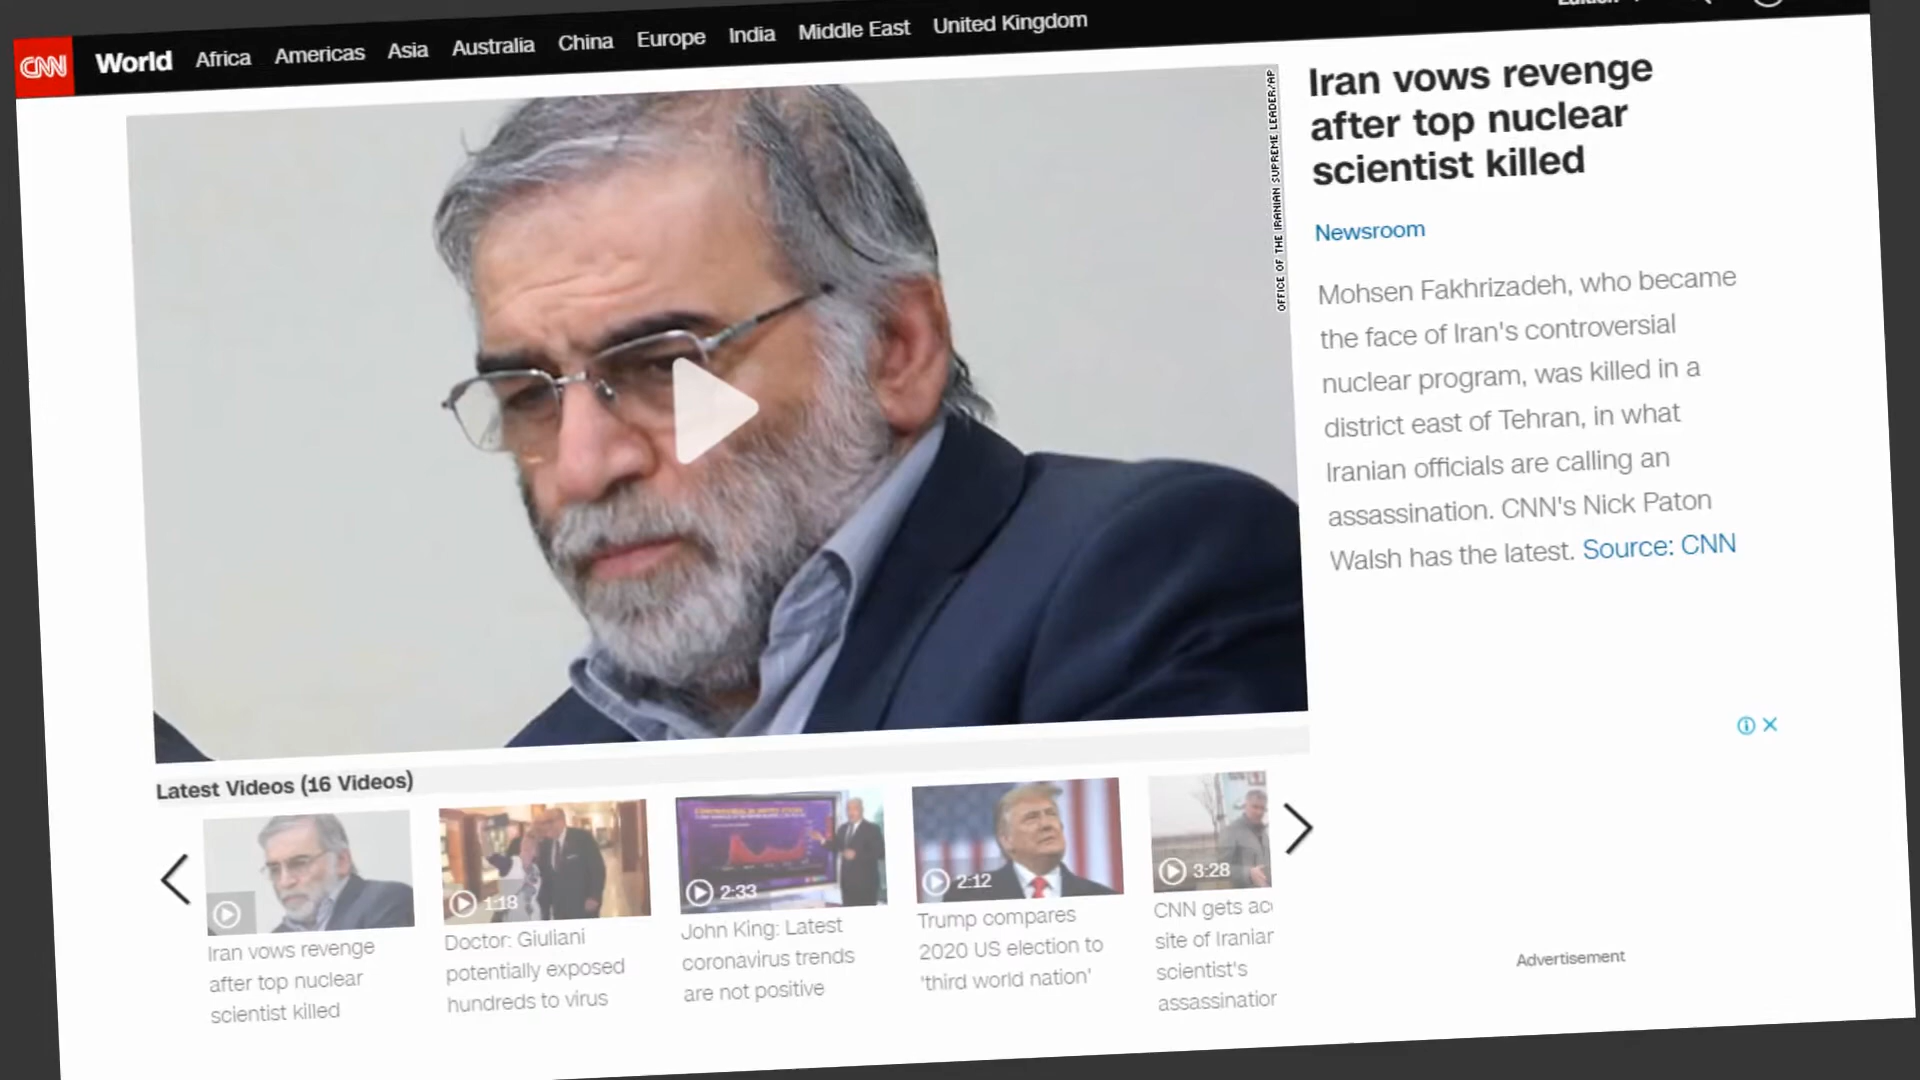 CNN
World Africa Americas Asia Australia China Europe India Middle East United Kingdom
OFFICE OF THE IRANIAN SUPREME LEADER/AP
Iran vows revenge
after top nuclear
scientist killed
Newsroom
Mohsen Fakhrizadeh, who became
the face of Iran's controversial
nuclear program, was killed in a
district east of Tehran, in what
Iranian officials are calling an
assassination. CNN's Nick Paton
Walsh has the latest. Source: CNN
Latest Videos (16 Videos)
Iran vows revenge
after top nuclear
scientist killed
1:18
Doctor: Giuliani
potentially exposed
hundreds to virus
2:33
John King: Latest
coronavirus trends
are not positive
2:12
Trump compares
2020 US election to
'third world nation'
3:28
CNN gets
site of
scientist's
Advertisement